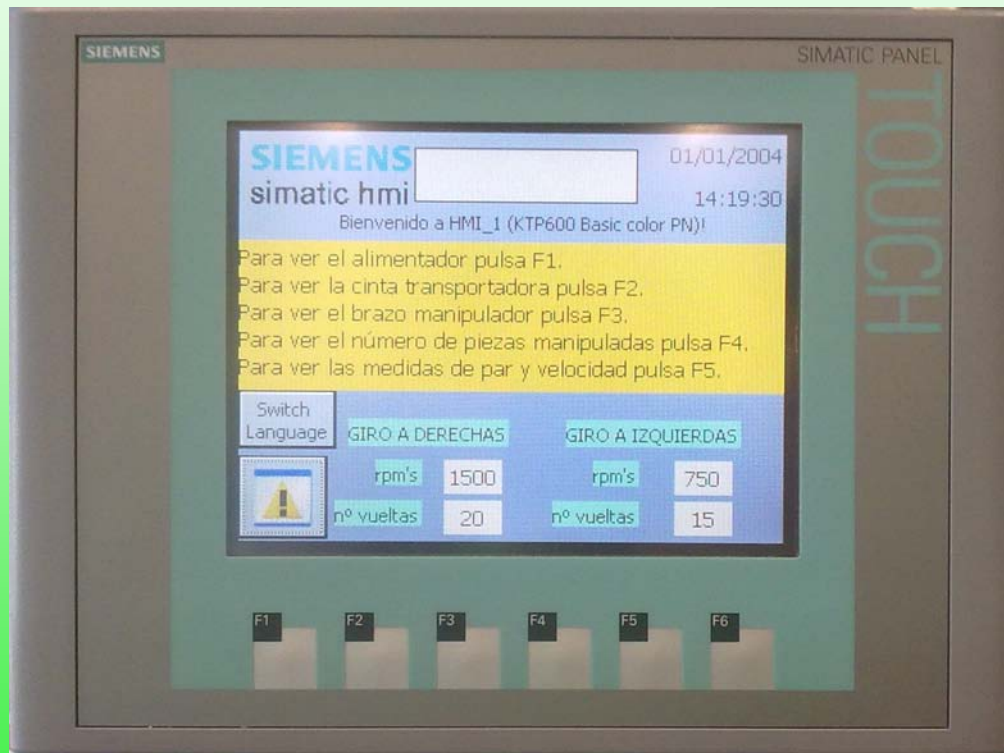 SIEMENS
SIMATIC PANEL
TOUCH
SIEMENS
01/01/2004
simatic hmi
14:19:30
Bienvenido a HMI_1 (KTP600 Basic color PN)!
Para ver el alimentador pulsa F1.
Para ver la cinta transportadora pulsa F2.
Para ver el brazo manipulador pulsa F3.
Para ver el número de piezas manipuladas pulsa F4.
Para ver las medidas de par y velocidad pulsa F5.
Switch
Language
GIRO A DERECHAS
GIRO A IZQUIERDAS
rpm's 1500
rpm's 750
nº vueltas 20
nº vueltas 15
F1 F2 F3 F4 F5 F6